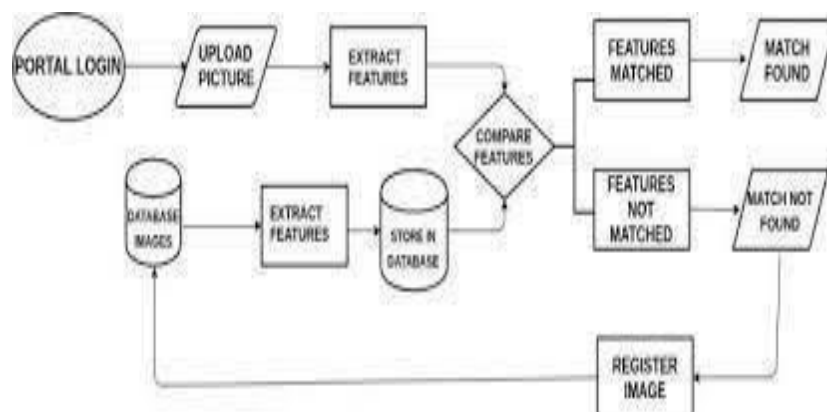 PORTAL LOGIN
UPLOAD
PICTURE
EXTRACT
FEATURES
FEATURES
MATCHED
MATCH
FOUND
COMPARE
FEATURES
DATABASE
IMAGES
EXTRACT
FEATURES
STORE IN
DATABASE
FEATURES
NOT
MATCHED
MATCH NOT
FOUND
REGISTER
IMAGE